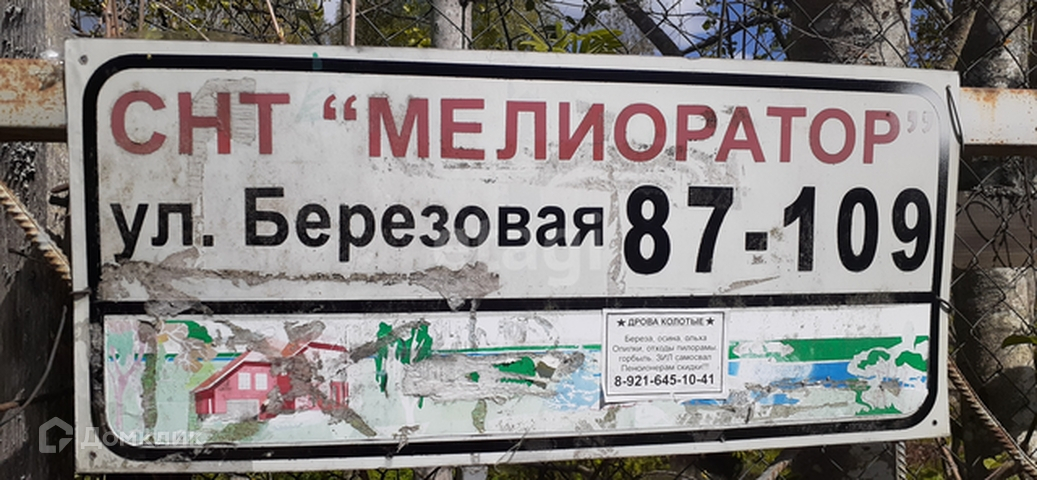 СНТ "МЕЛИОРАТОР"
ул. Березовая 87-109
★ ДРОВА КОЛОТЫЕ ★
Береза, осина, ольха
Опилки, отходы пилорамы,
горбыль. ЗИЛ самосвал
Пенсионерам скидки!!!
8-921-645-10-41
Домклик
etagi